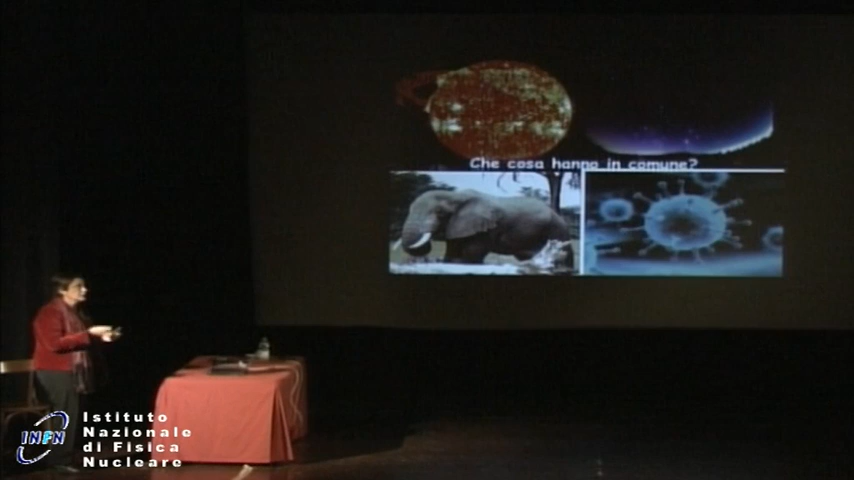 Che cosa hanno in comune?
INFN
Istituto
Nazionale
di Fisica
Nucleare